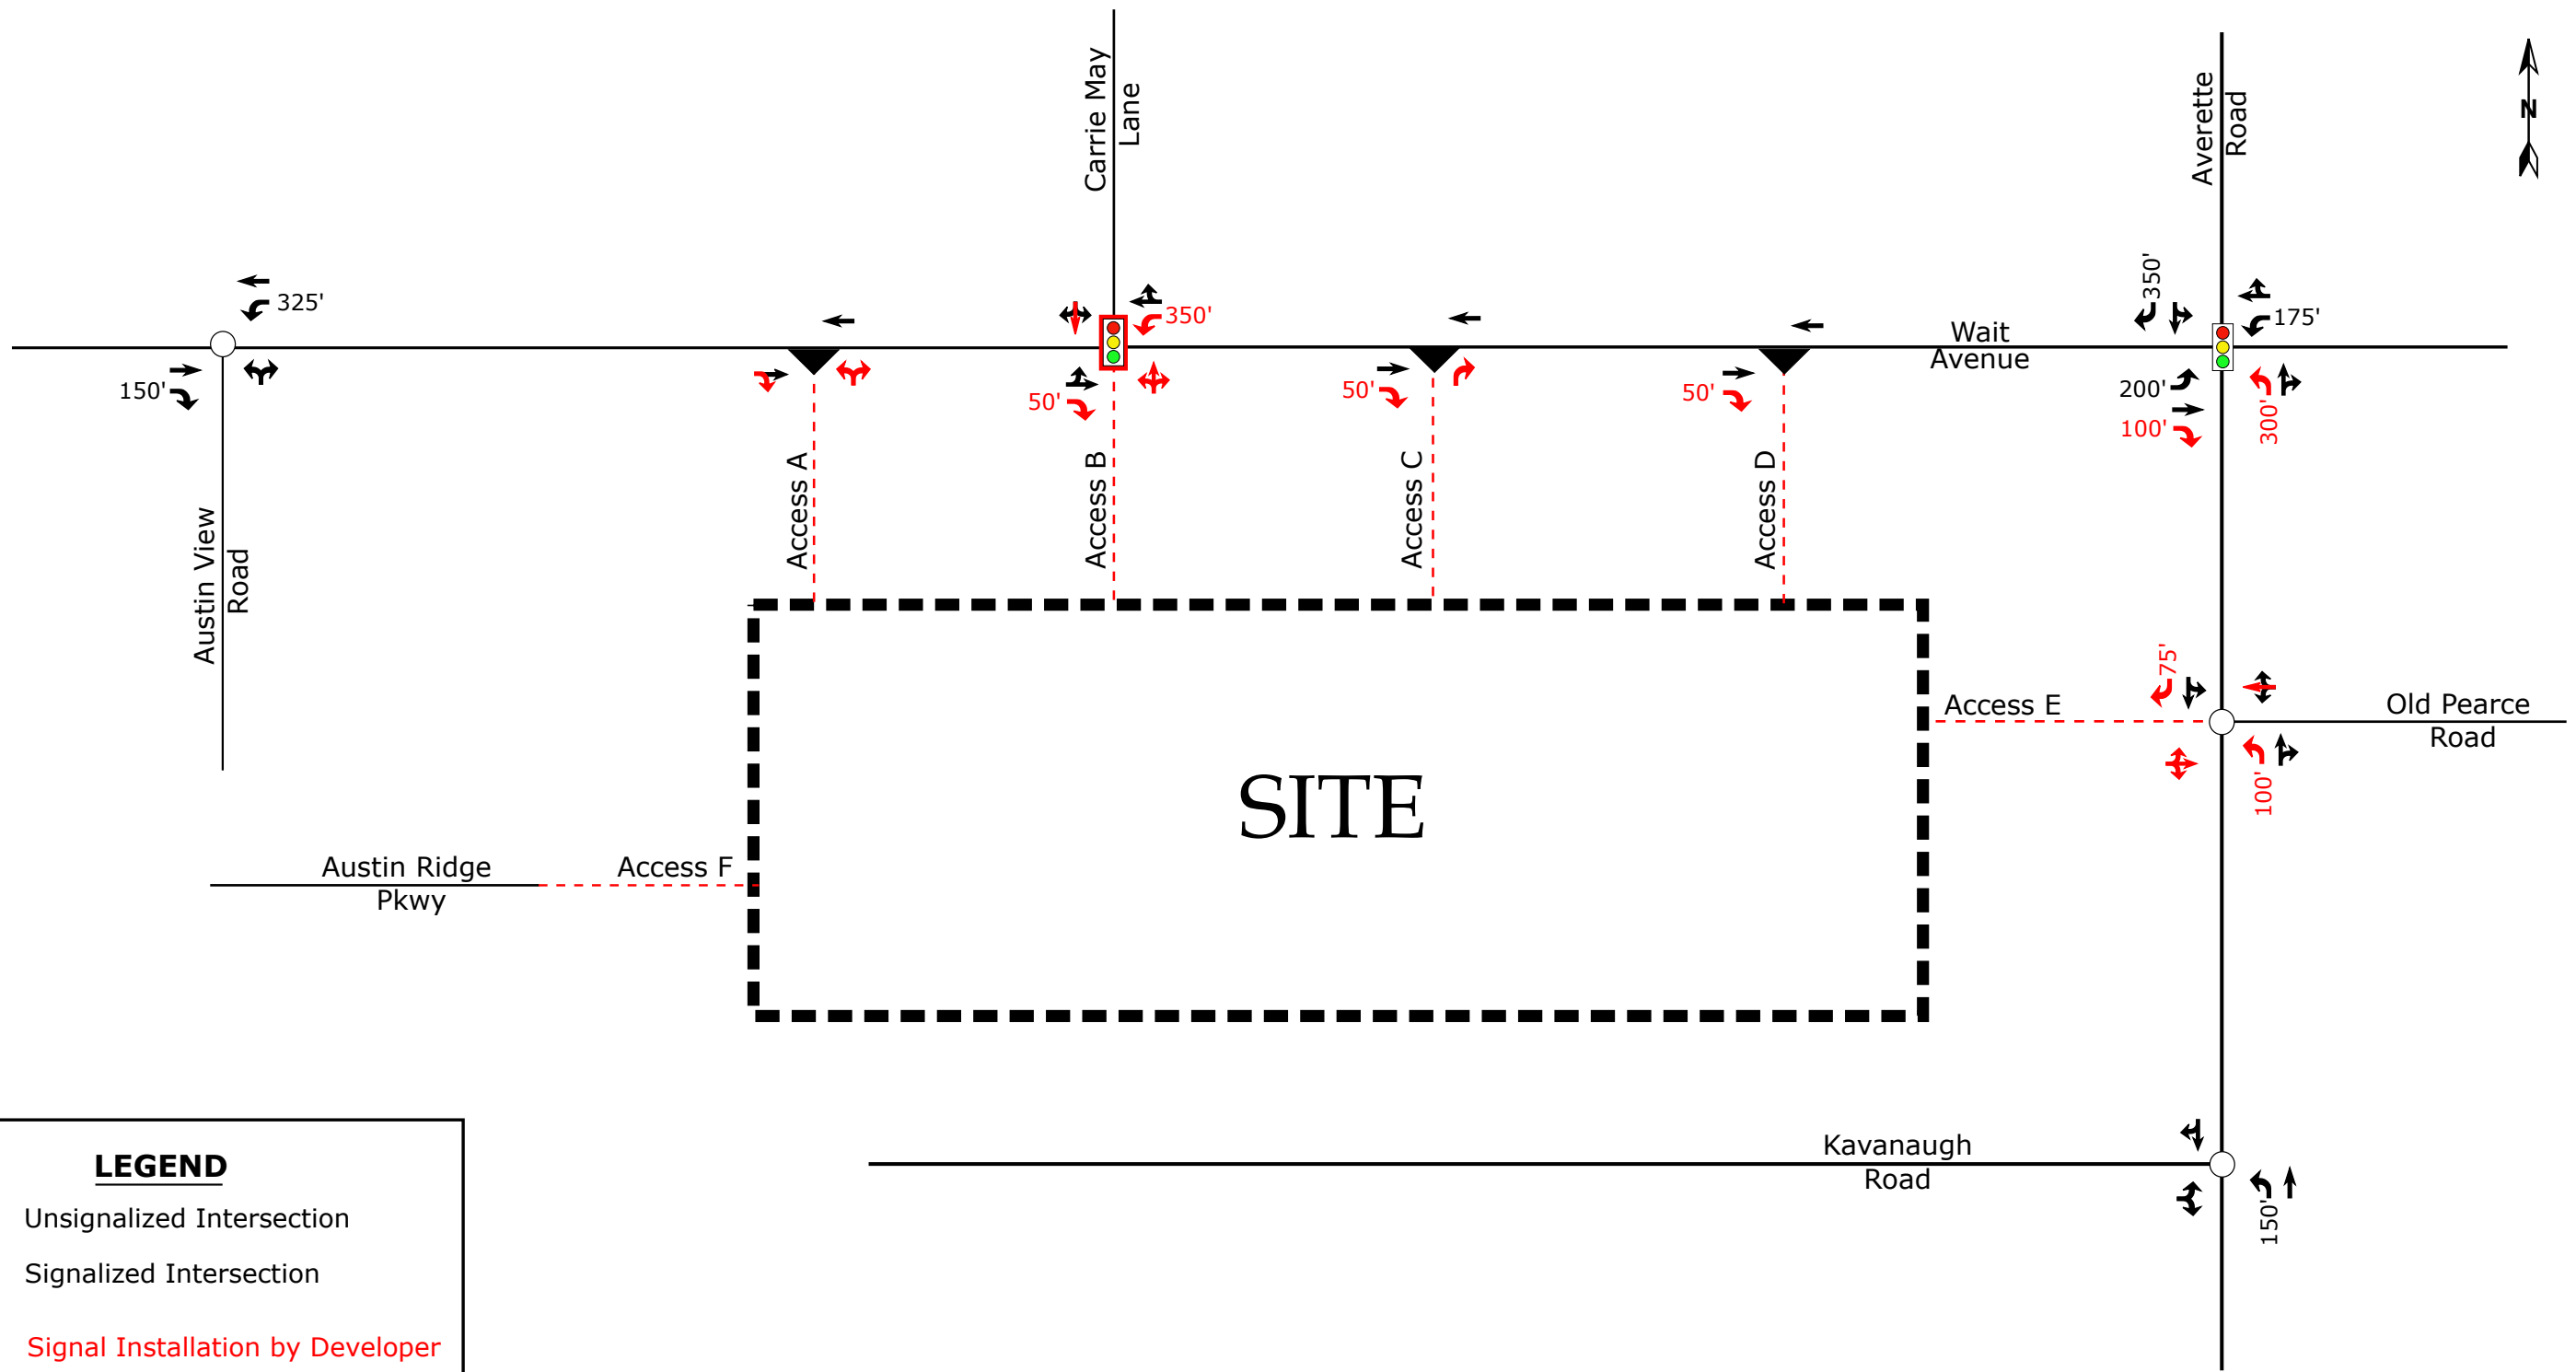 Carrie May
Lane
Averette
Road
N
325'
350'
350'
175'
Wait
Avenue
150'
50'
50'
50'
200'
100'
300'
Austin View
Road
Access A
Access B
Access C
Access D
75'
Access E
Old Pearce
Road
100'
SITE
Austin Ridge
Pkwy
Access F
Kavanaugh
Road
150'
LEGEND
Unsignalized Intersection
Signalized Intersection
Signal Installation by Developer